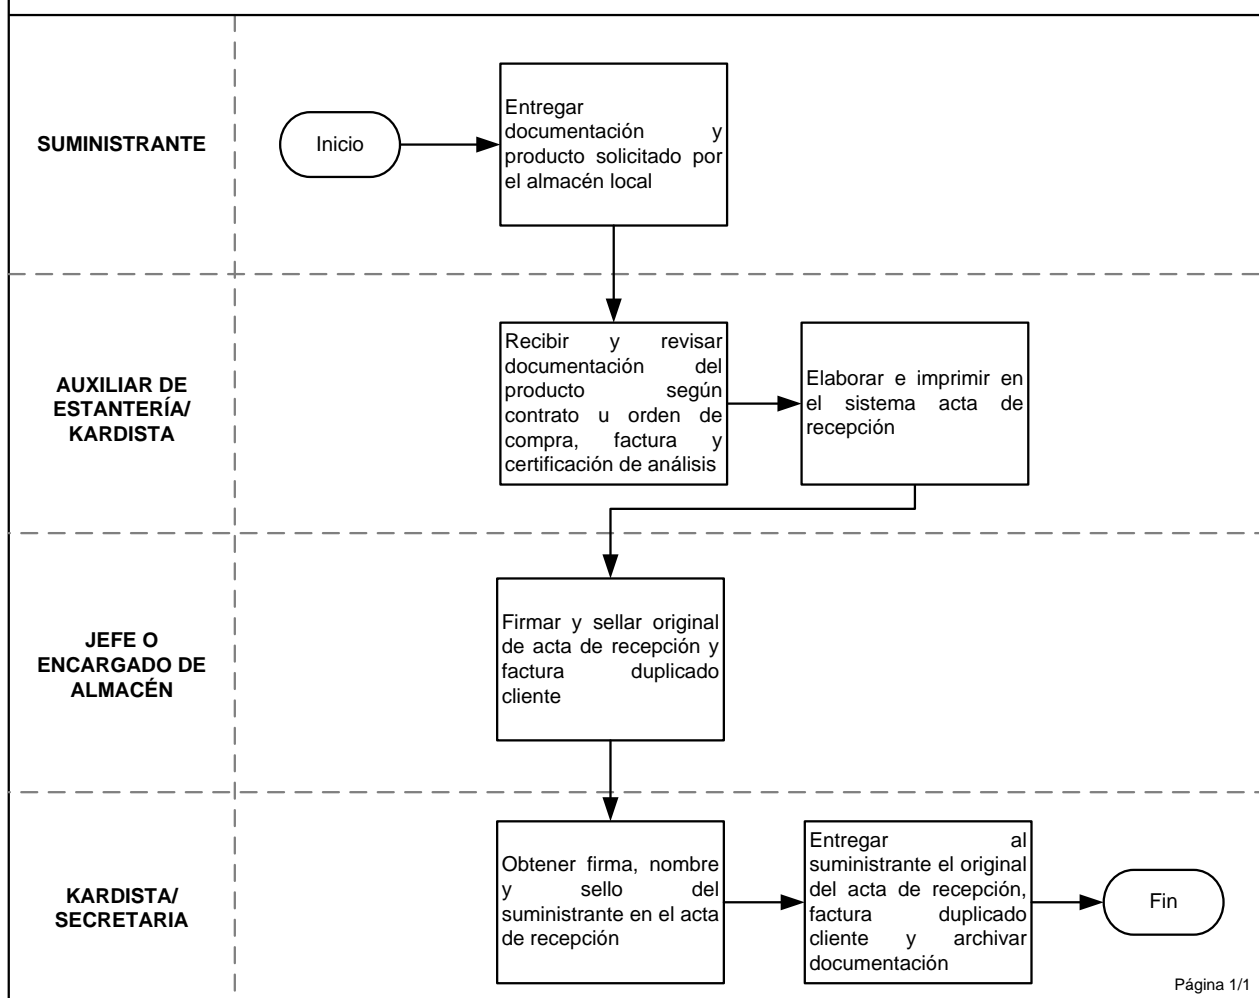 SUMINISTRANTE
Inicio
Entregar
documentación y
producto solicitado por
el almacén local
AUXILIAR DE
ESTANTERÍA/
KARDISTA
Recibir y revisar
documentación del
producto según
contrato u orden de
compra, factura y
certificación de análisis
Elaborar e imprimir en
el sistema acta de
recepción
JEFE O
ENCARGADO DE
ALMACÉN
Firmar y sellar original
de acta de recepción y
factura duplicado
cliente
KARDISTA/
SECRETARIA
Obtener firma, nombre
y sello del
suministrante en el acta
de recepción
Entregar al
suministrante el original
del acta de recepción,
factura duplicado
cliente y archivar
documentación
Fin
Página 1/1